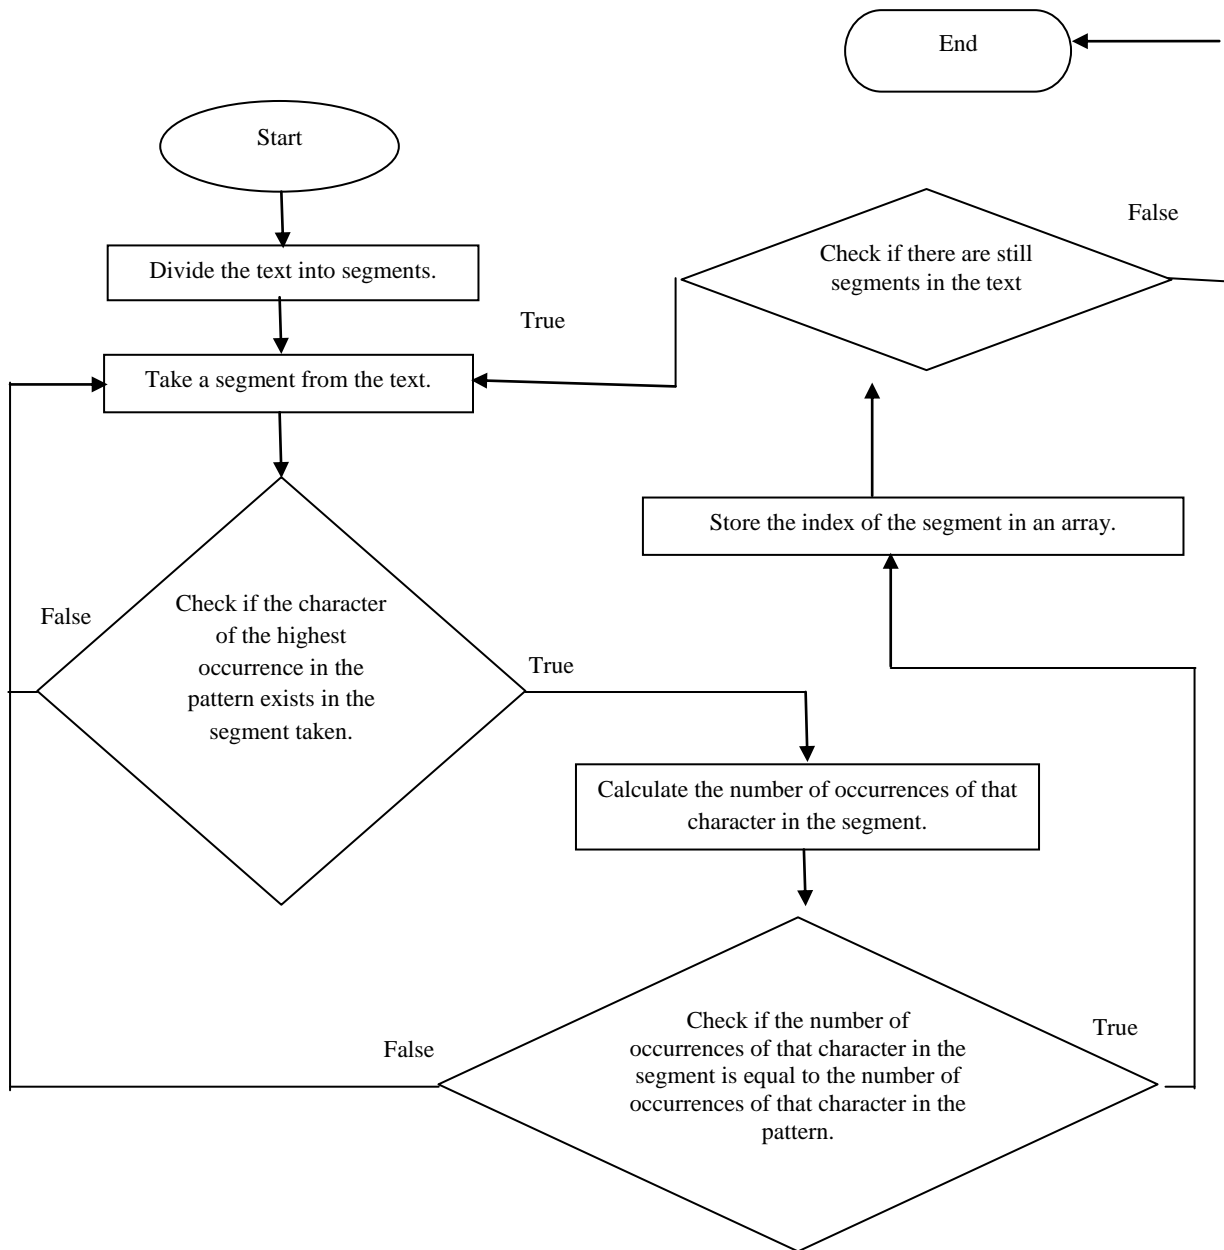 End
Start
False
Check if there are still
segments in the text
Divide the text into segments.
True
Take a segment from the text.
Store the index of the segment in an array.
False
Check if the character
of the highest
occurrence in the
pattern exists in the
segment taken.
True
Calculate the number of occurrences of that
character in the segment.
Check if the number of
occurrences of that character in the
segment is equal to the number of
occurrences of that character in the
pattern.
True
False